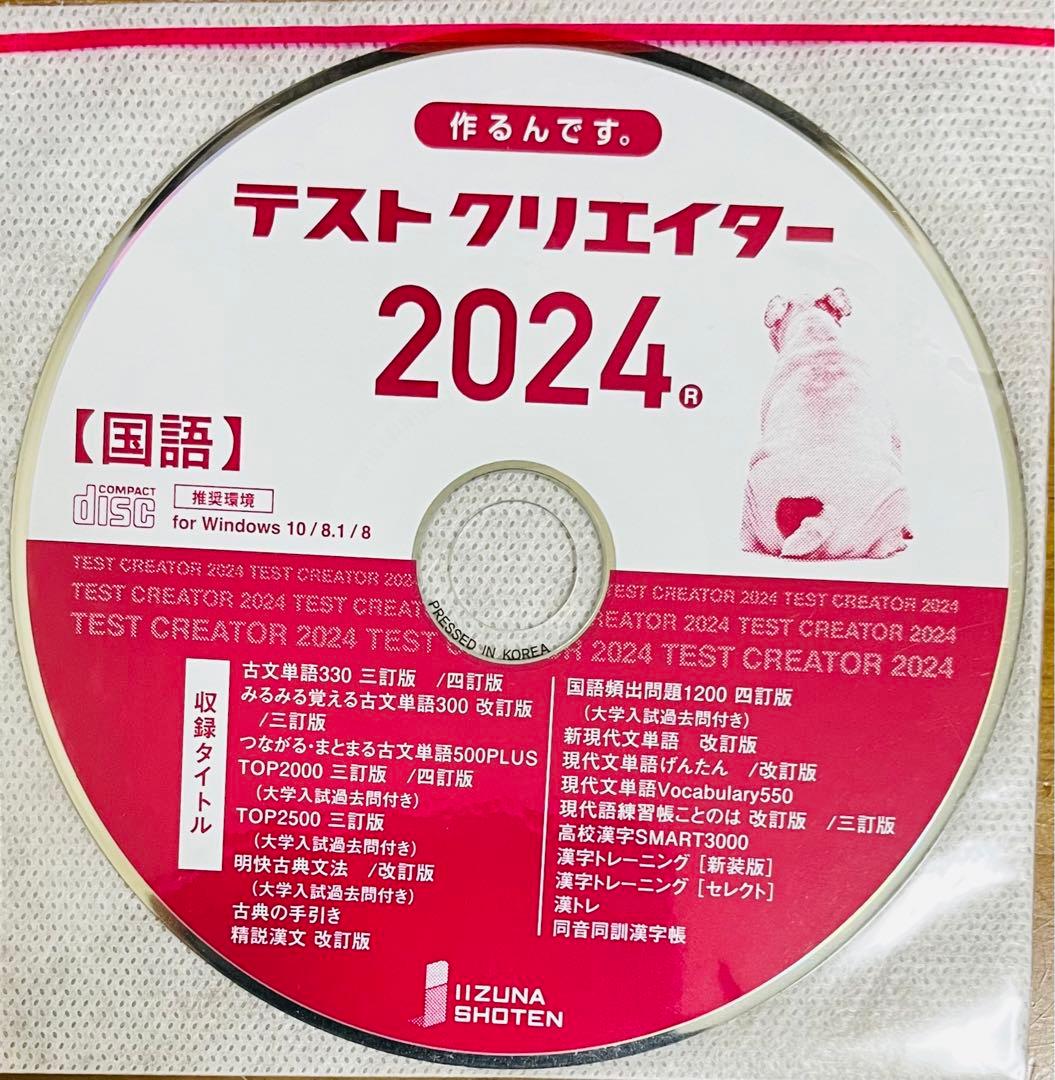 作るんです。
テストクリエイター
2024®
【国語】
COMPACT
disc
推奨環境
for Windows 10 / 8.1 / 8
TEST CREATOR 2024 TEST CREATOR 2024
TEST CREATOR 2024 TEST CREATOR 2024
TEST CREATOR 2024 TEST CREAT
EATOR 2024 TEST CREATOR 2024
TEST CREATOR 2024 TEST CREATOR 2024 TEST CREATOR 2024
PRESSED IN KOREA
収録タイトル
古文単語330 三訂版 /四訂版
みるみる覚える古文単語300 改訂版
/三訂版
つながる・まとまる古文単語500PLUS
TOP2000 三訂版 /四訂版
(大学入試過去問付き)
TOP2500 三訂版
(大学入試過去問付き)
明快古典文法 /改訂版
(大学入試過去問付き)
古典の手引き
精説漢文 改訂版
国語頻出問題1200 四訂版
(大学入試過去問付き)
新現代文単語 改訂版
現代文単語げんたん /改訂版
現代文単語Vocabulary550
現代語練習帳ことのは 改訂版 /三訂版
高校漢字SMART3000
漢字トレーニング [新装版]
漢字トレーニング [セレクト]
漢トレ
同音同訓漢字帳
IIZUNA
SHOTEN